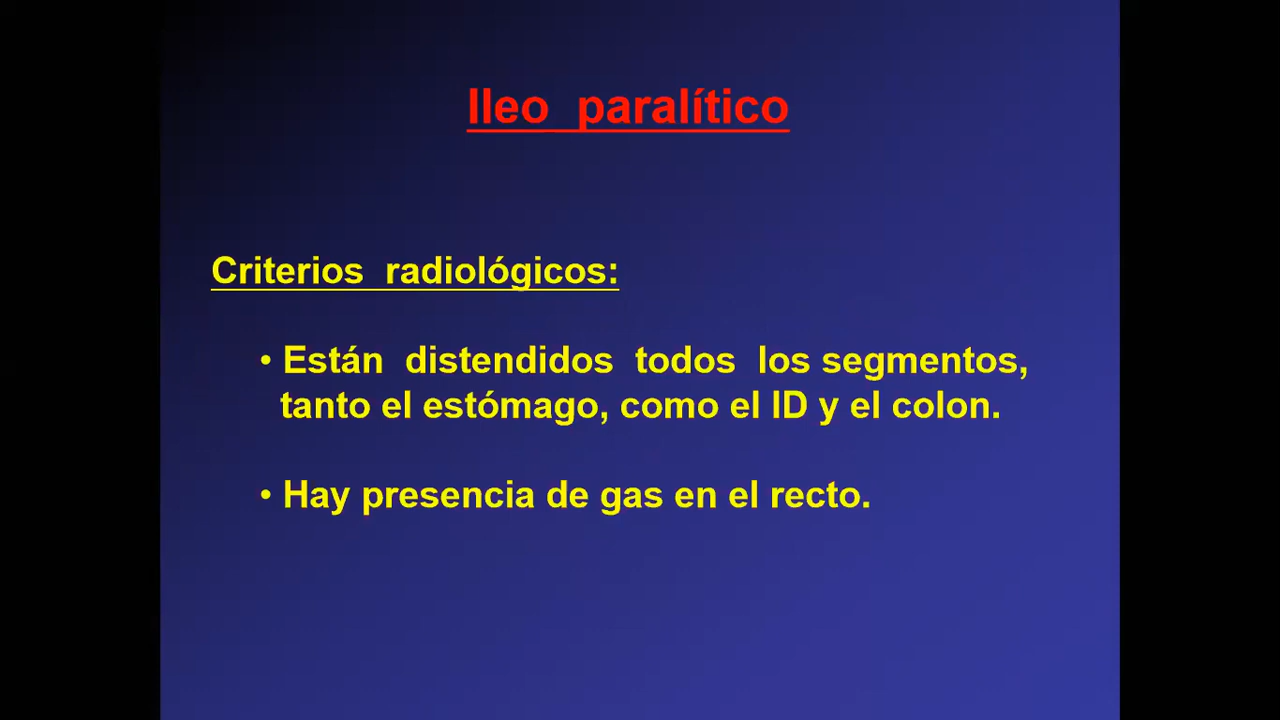 Ileo paralítico
Criterios radiológicos:
• Están distendidos todos los segmentos,
tanto el estómago, como el ID y el colon.
• Hay presencia de gas en el recto.